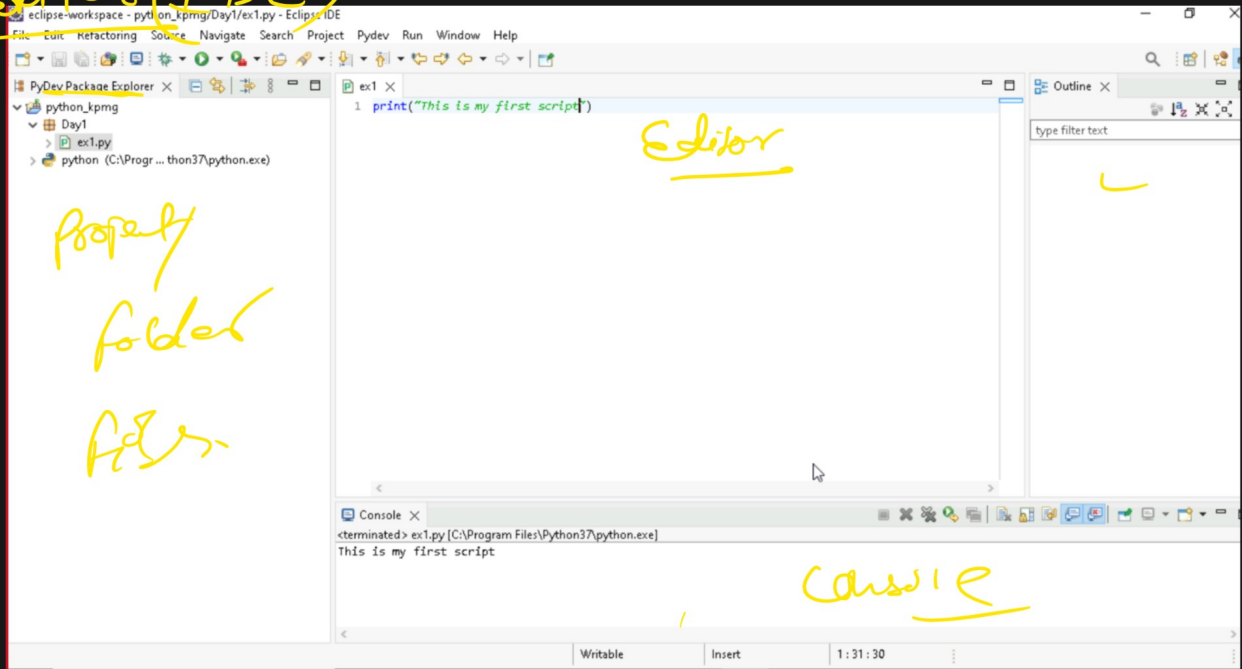 eclipse-workspace - python_kpmg/Day1/ex1.py - Eclipse IDE
File Edit Refactoring Source Navigate Search Project Pydev Run Window Help
PyDev Package Explorer
python_kpmg
Day1
ex1.py
python (C:\Progr ... thon37\python.exe)
ex1
1 print("This is my first script")
Editor
Outline
type filter text
Folder
Console
<terminated> ex1.py [C:\Program Files\Python37\python.exe]
This is my first script
Console
Writable Insert 1:31:30